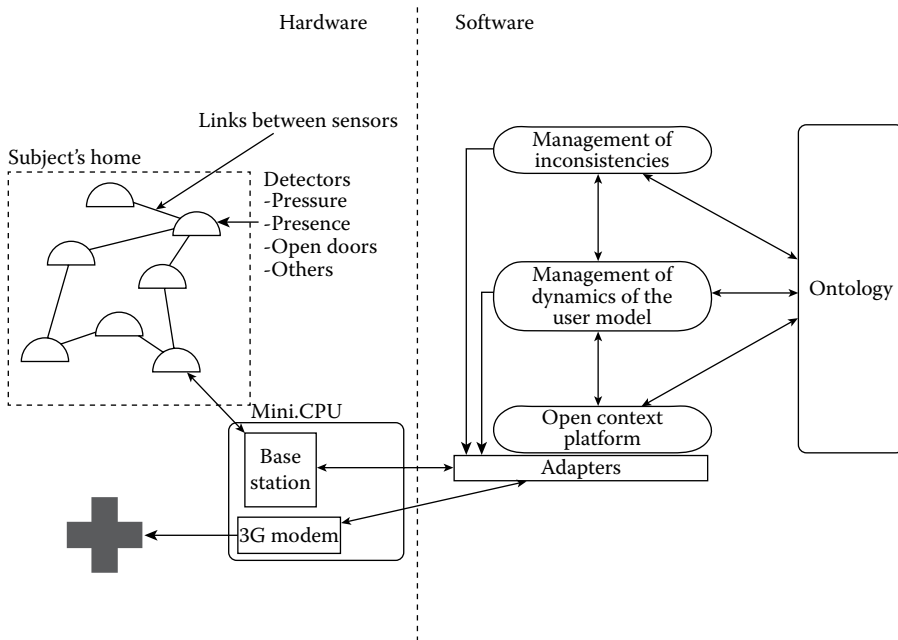 Hardware
Software
Links between sensors
Subject's home
Detectors
-Pressure
-Presence
-Open doors
-Others
Mini.CPU
Base
station
3G modem
Management of
inconsistencies
Management of
dynamics of the
user model
Open context
platform
Adapters
Ontology